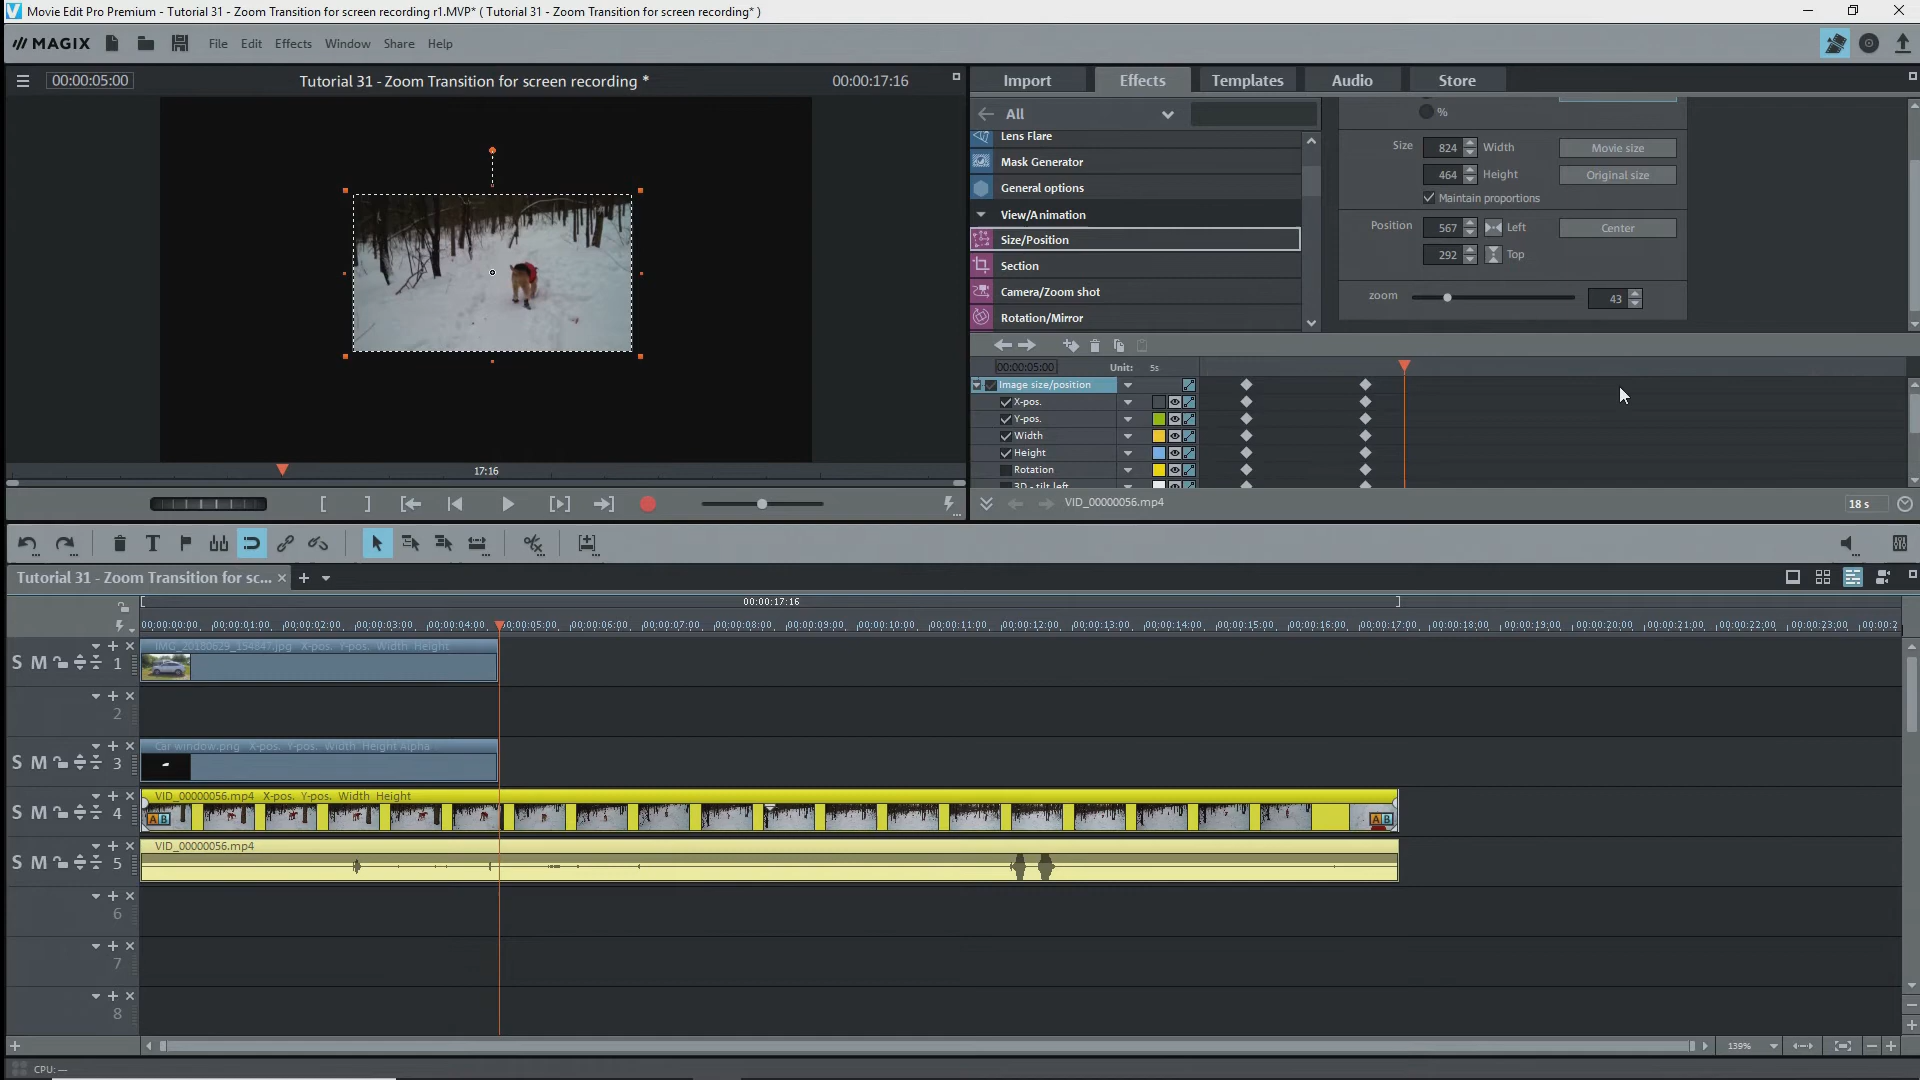 Movie Edit Pro Premium - Tutorial 31 - Zoom Transition for screen recording r1.MVP* ( Tutorial 31 - Zoom Transition for screen recording* )
MAGIX File Edit Effects Window Share Help
00:00:05:00 Tutorial 31 - Zoom Transition for screen recording * 00:00:17:16
Import Effects Templates Audio Store
All
%
Lens Flare
Mask Generator
General options
View/Animation
Size/Position
Section
Camera/Zoom shot
Rotation/Mirror
Size 824 Width Movie size
464 Height Original size
Maintain proportions
Position 567 Left Center
292 Top
zoom 43
00:00:05:00 Unit: 5s
Image size/position
X-pos.
Y-pos.
Width
Height
Rotation
3D - tilt left
17:16
VID_00000056.mp4 18 s
Tutorial 31 - Zoom Transition for sc...
00:00:17:16
00:00:00:00 00:00:01:00 00:00:02:00 00:00:03:00 00:00:04:00 00:00:05:00 00:00:06:00 00:00:07:00 00:00:08:00 00:00:09:00 00:00:10:00 00:00:11:00 00:00:12:00 00:00:13:00 00:00:14:00 00:00:15:00 00:00:16:00 00:00:17:00 00:00:18:00 00:00:19:00 00:00:20:00 00:00:21:00 00:00:22:00 00:00:23:00 00:00:2
IMG_20180629_154847.jpg X-pos. Y-pos. Width Height
S M 1
2
Car window.png X-pos. Y-pos. Width Height Alpha
S M 3
VID_00000056.mp4 X-pos. Y-pos. Width Height
S M 4
A B A B
VID_00000056.mp4
S M 5
6
7
8
139%
CPU: —